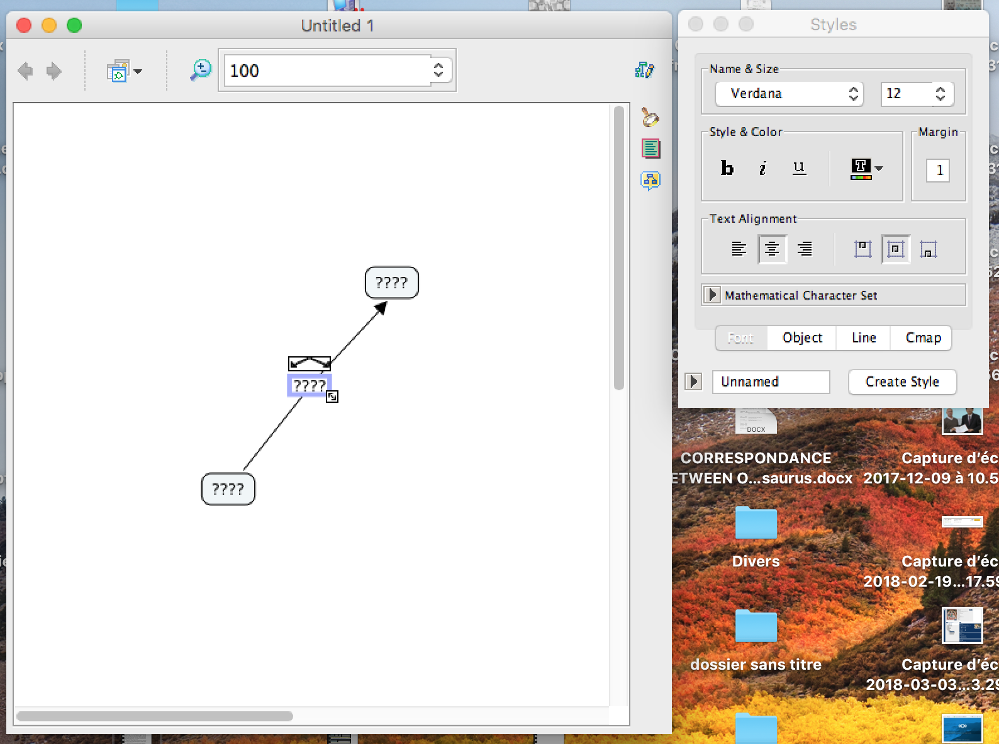 Untitled 1
100
????
????
????
Styles
Name & Size
Verdana
12
Style & Color
Margin
b i u
T
1
Text Alignment
Mathematical Character Set
Font Object Line Cmap
Unnamed
Create Style
DOCX
CORRESPONDANCE
ETWEEN O...saurus.docx
Capture d'éc
2017-12-09 à 10.5
Divers
Capture d'éc
2018-02-19...17.59
dossier sans titre
Capture d'éc
2018-03-03...3.29